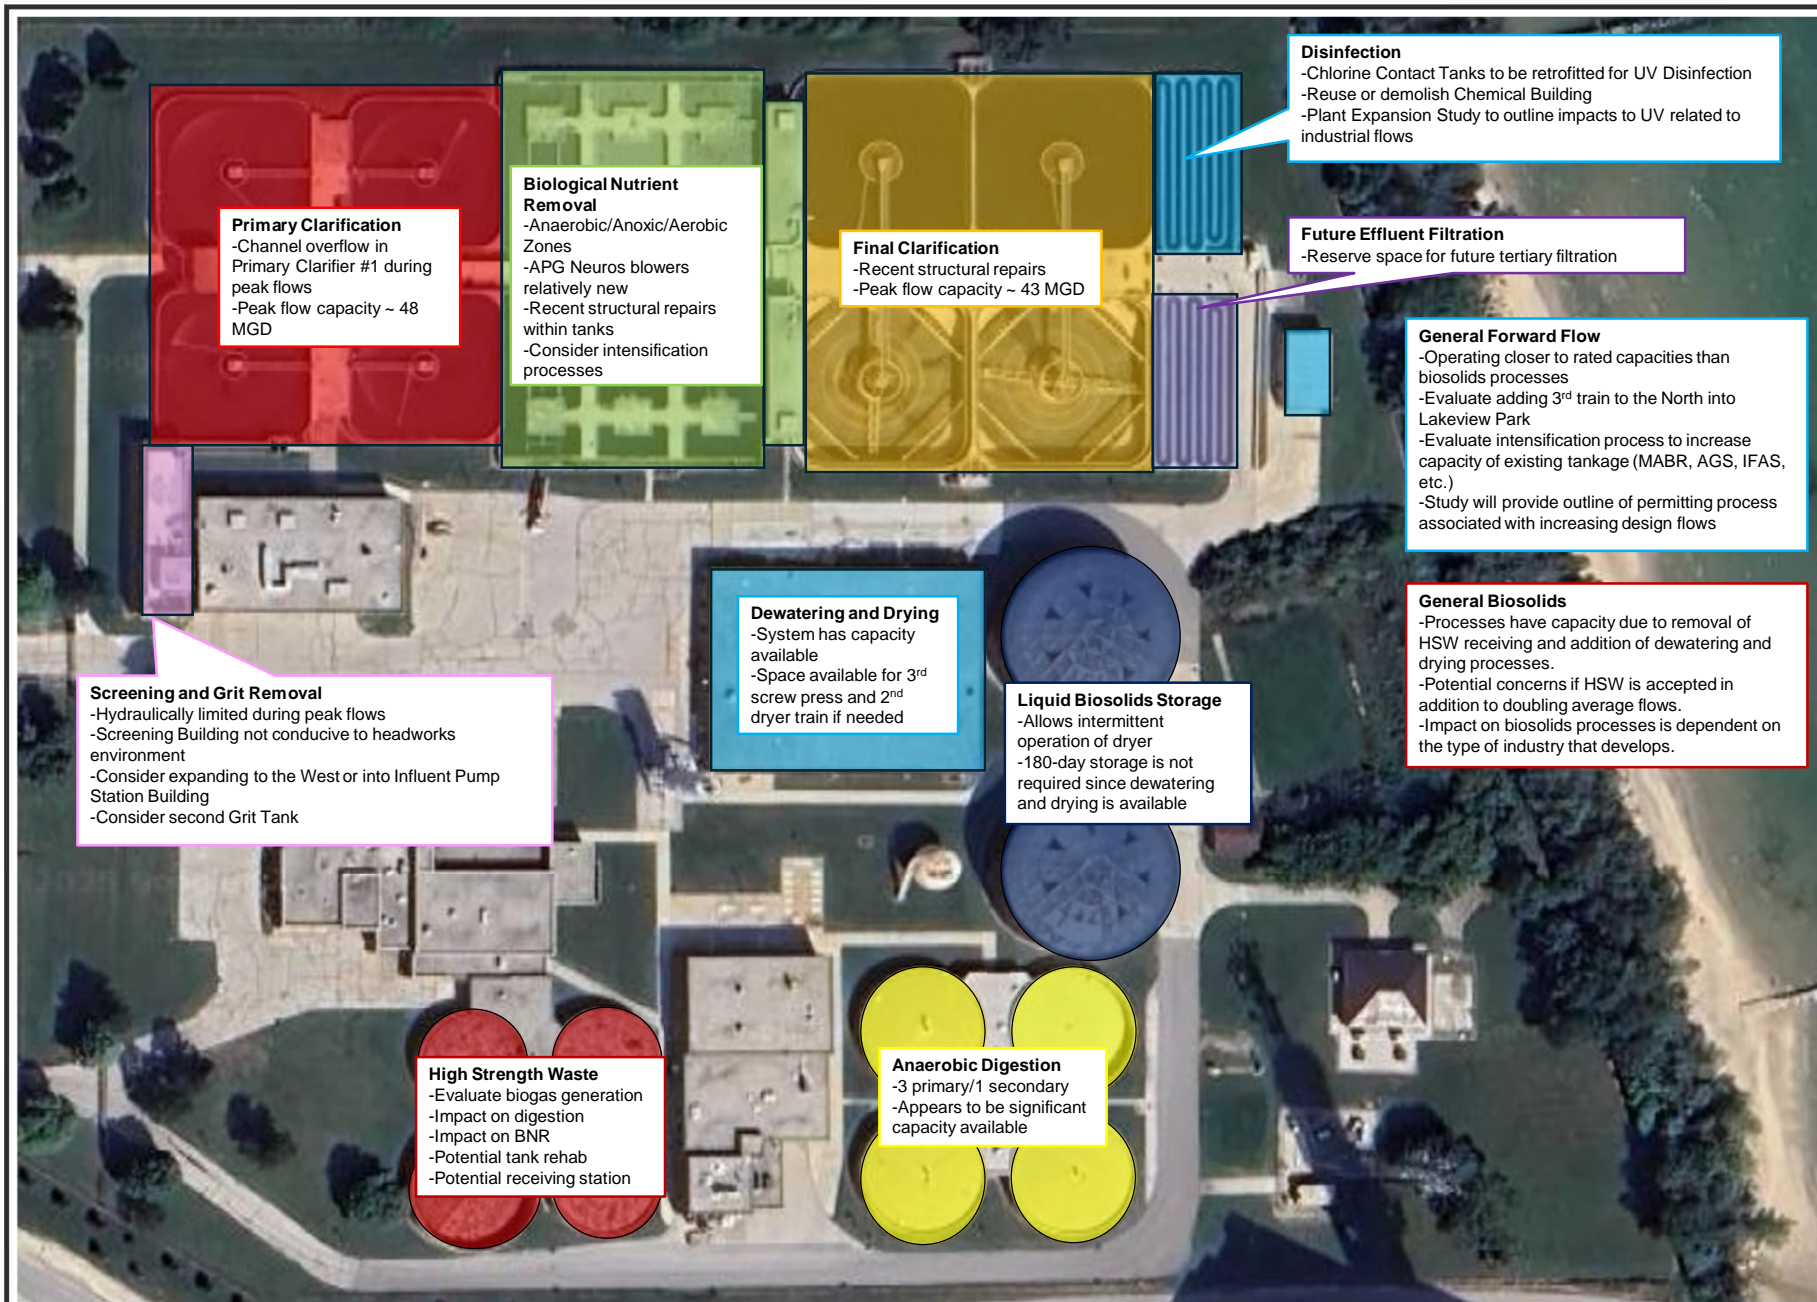 Disinfection
-Chlorine Contact Tanks to be retrofitted for UV Disinfection
-Reuse or demolish Chemical Building
-Plant Expansion Study to outline impacts to UV related to
industrial flows
Biological Nutrient
Removal
-Anaerobic/Anoxic/Aerobic
Zones
-APG Neuros blowers
relatively new
-Recent structural repairs
within tanks
-Consider intensification
processes
Primary Clarification
-Channel overflow in
Primary Clarifier #1 during
peak flows
-Peak flow capacity ~ 48
MGD
Final Clarification
-Recent structural repairs
-Peak flow capacity ~ 43 MGD
Future Effluent Filtration
-Reserve space for future tertiary filtration
General Forward Flow
-Operating closer to rated capacities than
biosolids processes
-Evaluate adding 3rd train to the North into
Lakeview Park
-Evaluate intensification process to increase
capacity of existing tankage (MABR, AGS, IFAS,
etc.)
-Study will provide outline of permitting process
associated with increasing design flows
General Biosolids
-Processes have capacity due to removal of
HSW receiving and addition of dewatering and
drying processes.
-Potential concerns if HSW is accepted in
addition to doubling average flows.
-Impact on biosolids processes is dependent on
the type of industry that develops.
Dewatering and Drying
-System has capacity
available
-Space available for 3rd
screw press and 2nd
dryer train if needed
Screening and Grit Removal
-Hydraulically limited during peak flows
-Screening Building not conducive to headworks
environment
-Consider expanding to the West or into Influent Pump
Station Building
-Consider second Grit Tank
Liquid Biosolids Storage
-Allows intermittent
operation of dryer
-180-day storage is not
required since dewatering
and drying is available
High Strength Waste
-Evaluate biogas generation
-Impact on digestion
-Impact on BNR
-Potential tank rehab
-Potential receiving station
Anaerobic Digestion
-3 primary/1 secondary
-Appears to be significant
capacity available